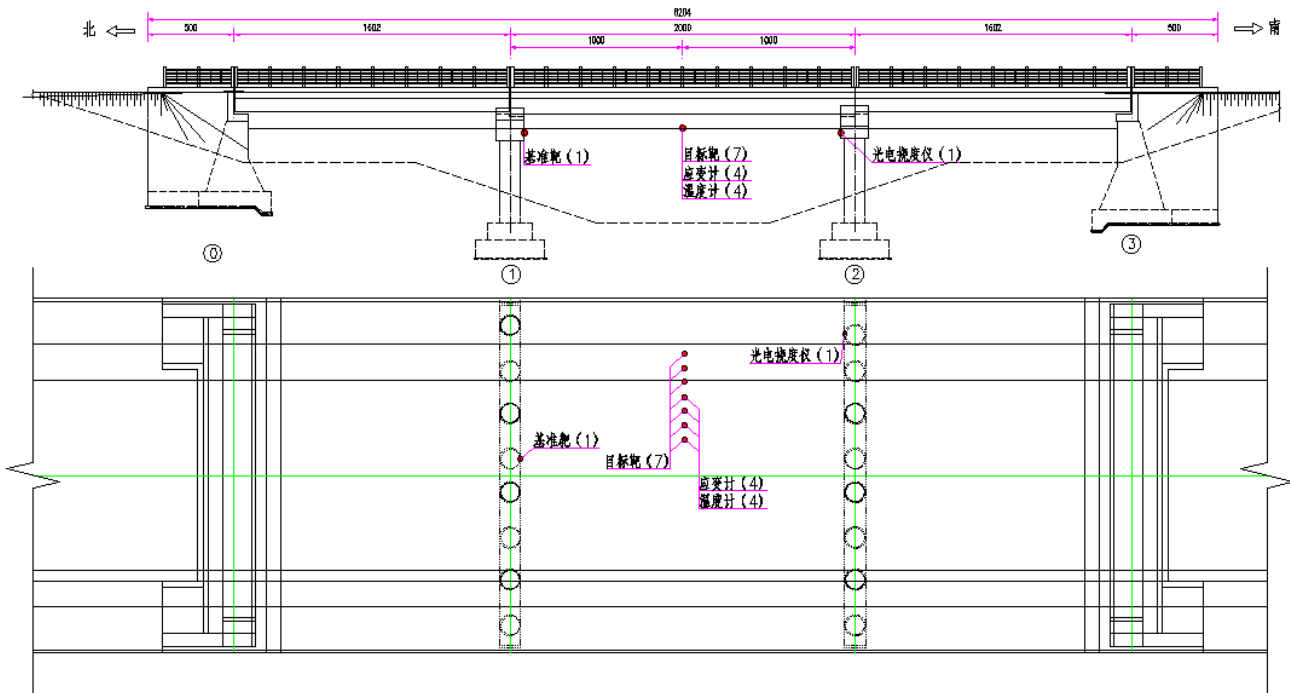 6204
北
500
1602
2000
1602
500
南
1000
1000
基准靶(1)
目标靶(7)
应变计(4)
温度计(4)
光电挠度仪(1)
0
1
2
3
光电挠度仪(1)
基准靶(1)
目标靶(7)
应变计(4)
温度计(4)